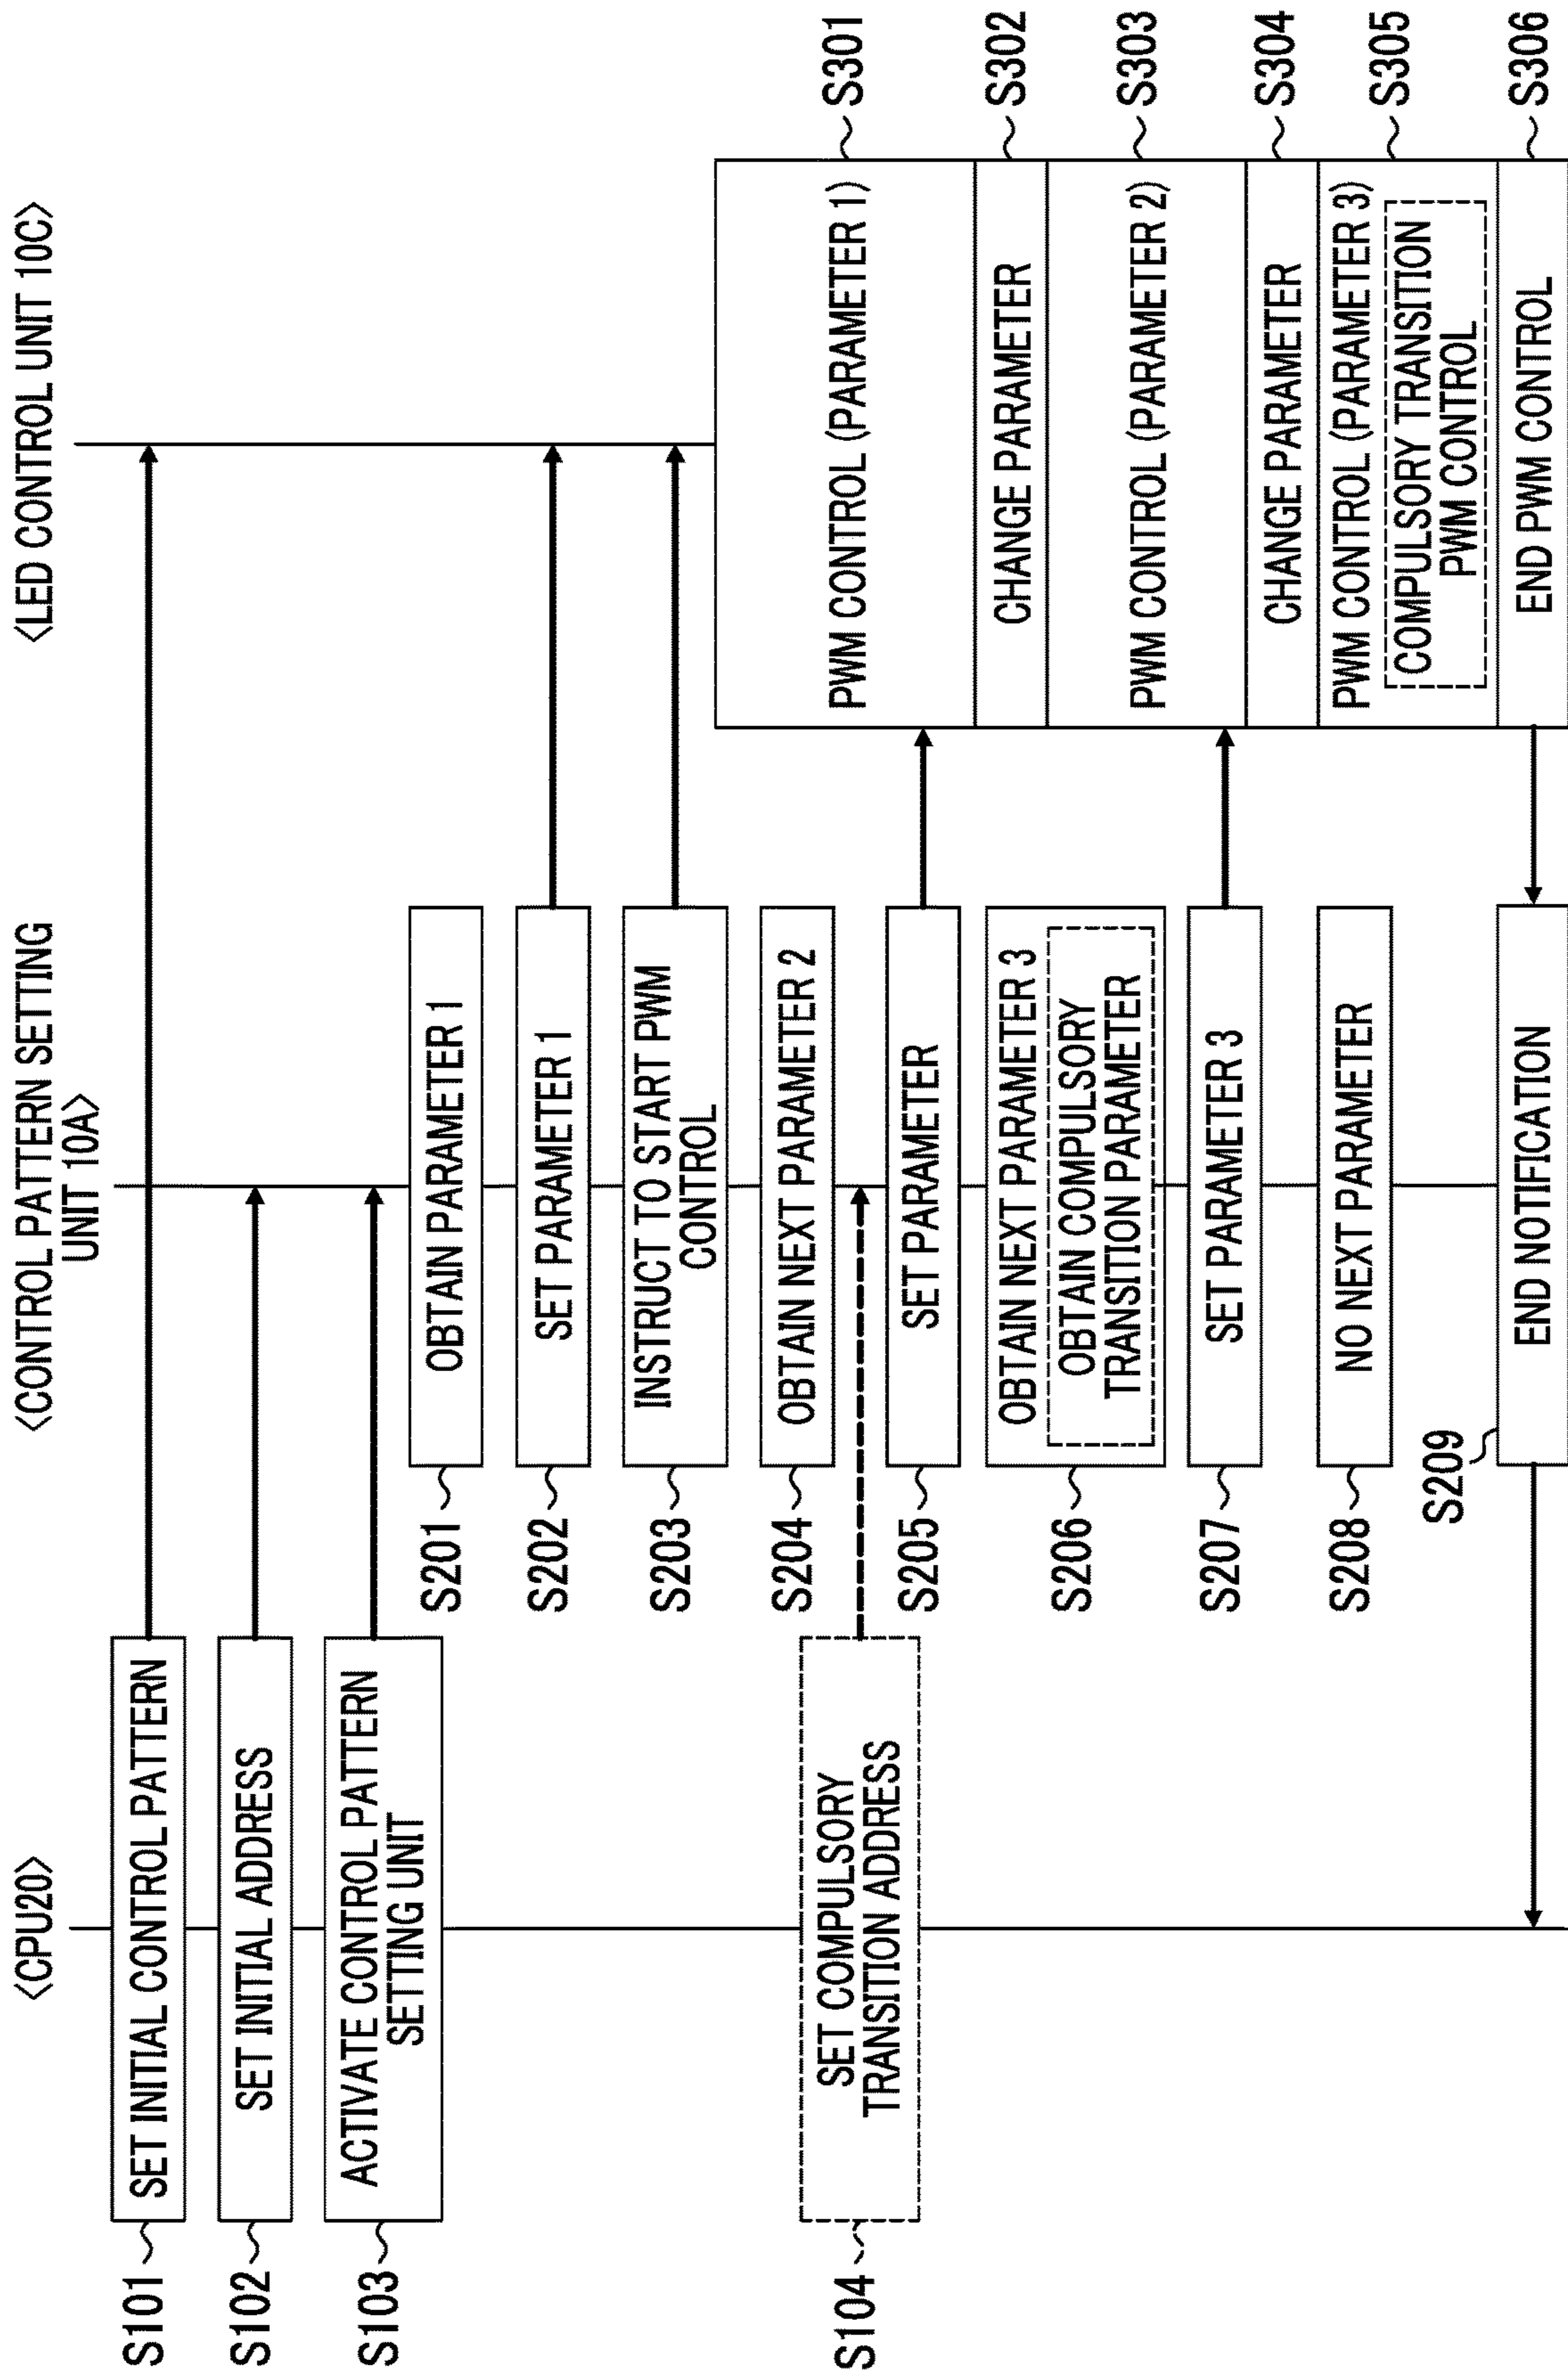 <CPU20>
<CONTROL PATTERN SETTING
UNIT 10A>
<LED CONTROL UNIT 10C>
S101
SET INITIAL CONTROL PATTERN
S102
SET INITIAL ADDRESS
S103
ACTIVATE CONTROL PATTERN
SETTING UNIT
S104
SET COMPULSORY
TRANSITION ADDRESS
S201
OBTAIN PARAMETER 1
S202
SET PARAMETER 1
S203
INSTRUCT TO START PWM
CONTROL
S204
OBTAIN NEXT PARAMETER 2
S205
SET PARAMETER
S206
OBTAIN NEXT PARAMETER 3
OBTAIN COMPULSORY
TRANSITION PARAMETER
S207
SET PARAMETER 3
S208
NO NEXT PARAMETER
S209
END NOTIFICATION
PWM CONTROL (PARAMETER 1)
S301
CHANGE PARAMETER
S302
PWM CONTROL (PARAMETER 2)
S303
CHANGE PARAMETER
S304
PWM CONTROL (PARAMETER 3)
COMPULSORY TRANSITION
PWM CONTROL
S305
END PWM CONTROL
S306